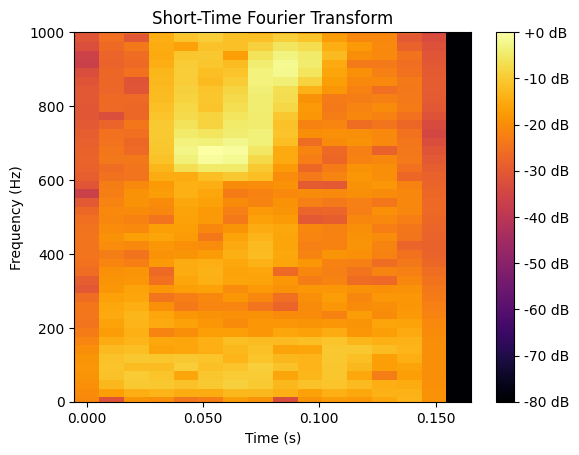 Short-Time Fourier Transform
1000
800
600
400
200
0
Frequency (Hz)
0.000
0.050
0.100
0.150
Time (s)
+0 dB
-10 dB
-20 dB
-30 dB
-40 dB
-50 dB
-60 dB
-70 dB
-80 dB